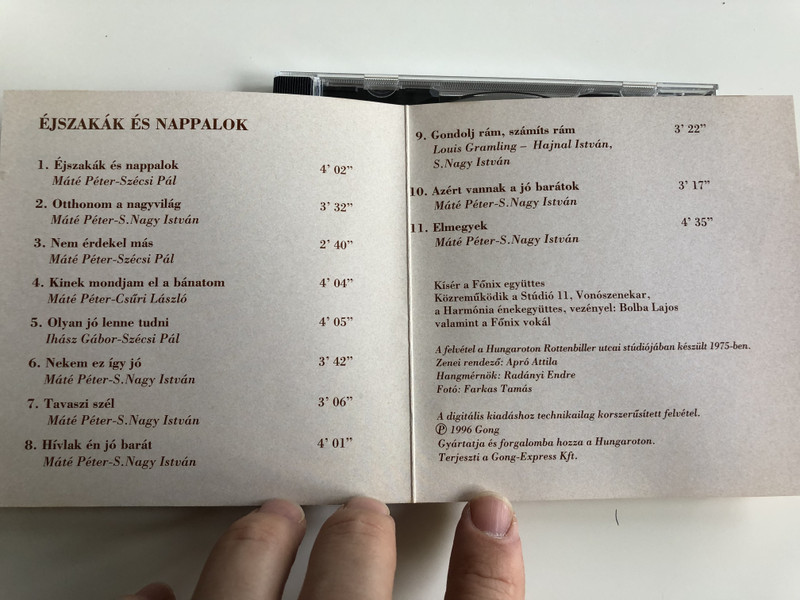 ÉJSZAKÁK ÉS NAPPALOK
1. Éjszakák és nappalok 4' 02"
Máté Péter-Szécsi Pál
2. Otthonom a nagyvilág 3' 32"
Máté Péter-S.Nagy István
3. Nem érdekel más 2' 40"
Máté Péter-Szécsi Pál
4. Kinek mondjam el a bánatom 4' 04"
Máté Péter-Csűri László
5. Olyan jó lenne tudni 4' 05"
Ihász Gábor-Szécsi Pál
6. Nekem ez így jó 3' 42"
Máté Péter-S.Nagy István
7. Tavaszi szél 3' 06"
Máté Péter-S.Nagy István
8. Hívlak én jó barát 4' 01"
Máté Péter-S.Nagy István
9. Gondolj rám, számíts rám 3' 22"
Louis Gramling – Hajnal István,
S.Nagy István
10. Azért vannak a jó barátok 3' 17"
Máté Péter-S.Nagy István
11. Elmegyek 4' 35"
Máté Péter-S.Nagy István
Kísér a Főnix együttes
Közreműködik a Stúdió 11, Vonószenekar,
a Harmónia énekegyüttes, vezényel: Bolba Lajos
valamint a Főnix vokál
A felvétel a Hungaroton Rottenbiller utcai stúdiójában készült 1975-ben.
Zenei rendező: Apró Attila
Hangmérnök: Radányi Endre
Fotó: Farkas Tamás
A digitális kiadáshoz technikailag korszerűsített felvétel.
℗ 1996 Gong
Gyártatja és forgalomba hozza a Hungaroton.
Terjeszti a Gong-Express Kft.